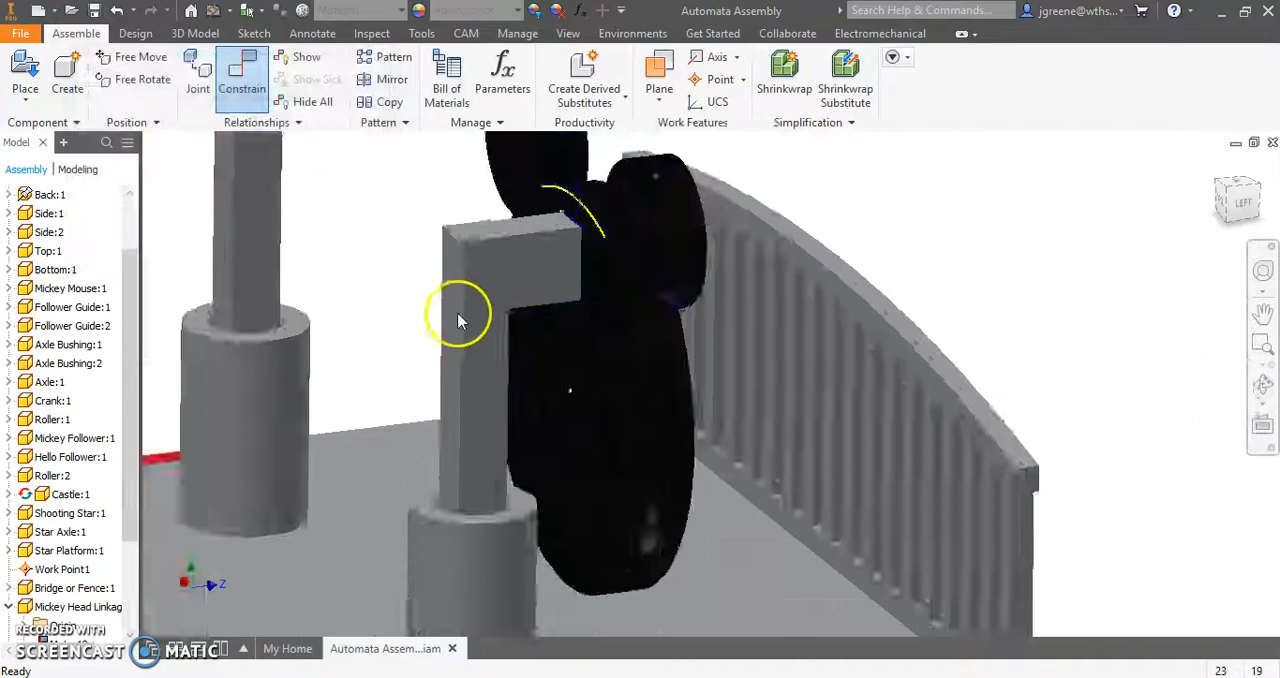 Material
Automata Assembly
Search Help & Commands...
jgreene@wths...
File Assemble Design 3D Model Sketch Annotate Inspect Tools CAM Manage View Environments Get Started Collaborate Electromechanical
Place
Create
Free Move
Free Rotate
Joint
Constrain
Show
Show Sick
Hide All
Pattern
Mirror
Copy
Bill of Materials
Parameters
Create Derived Substitutes
Plane
Axis
Point
UCS
Shrinkwrap
Shrinkwrap Substitute
Component Position Relationships Pattern Manage Productivity Work Features Simplification
Model
Assembly | Modeling
Back:1
Side:1
Side:2
Top:1
Bottom:1
Mickey Mouse:1
Follower Guide:1
Follower Guide:2
Axle Bushing:1
Axle Bushing:2
Axle:1
Crank:1
Roller:1
Mickey Follower:1
Hello Follower:1
Roller:2
Castle:1
Shooting Star:1
Star Axle:1
Star Platform:1
Work Point1
Bridge or Fence:1
Mickey Head Linkag
LEFT
Z
RECORDED WITH
SCREENCAST MATIC
My Home
Automata Assem...iam
Ready
23 19